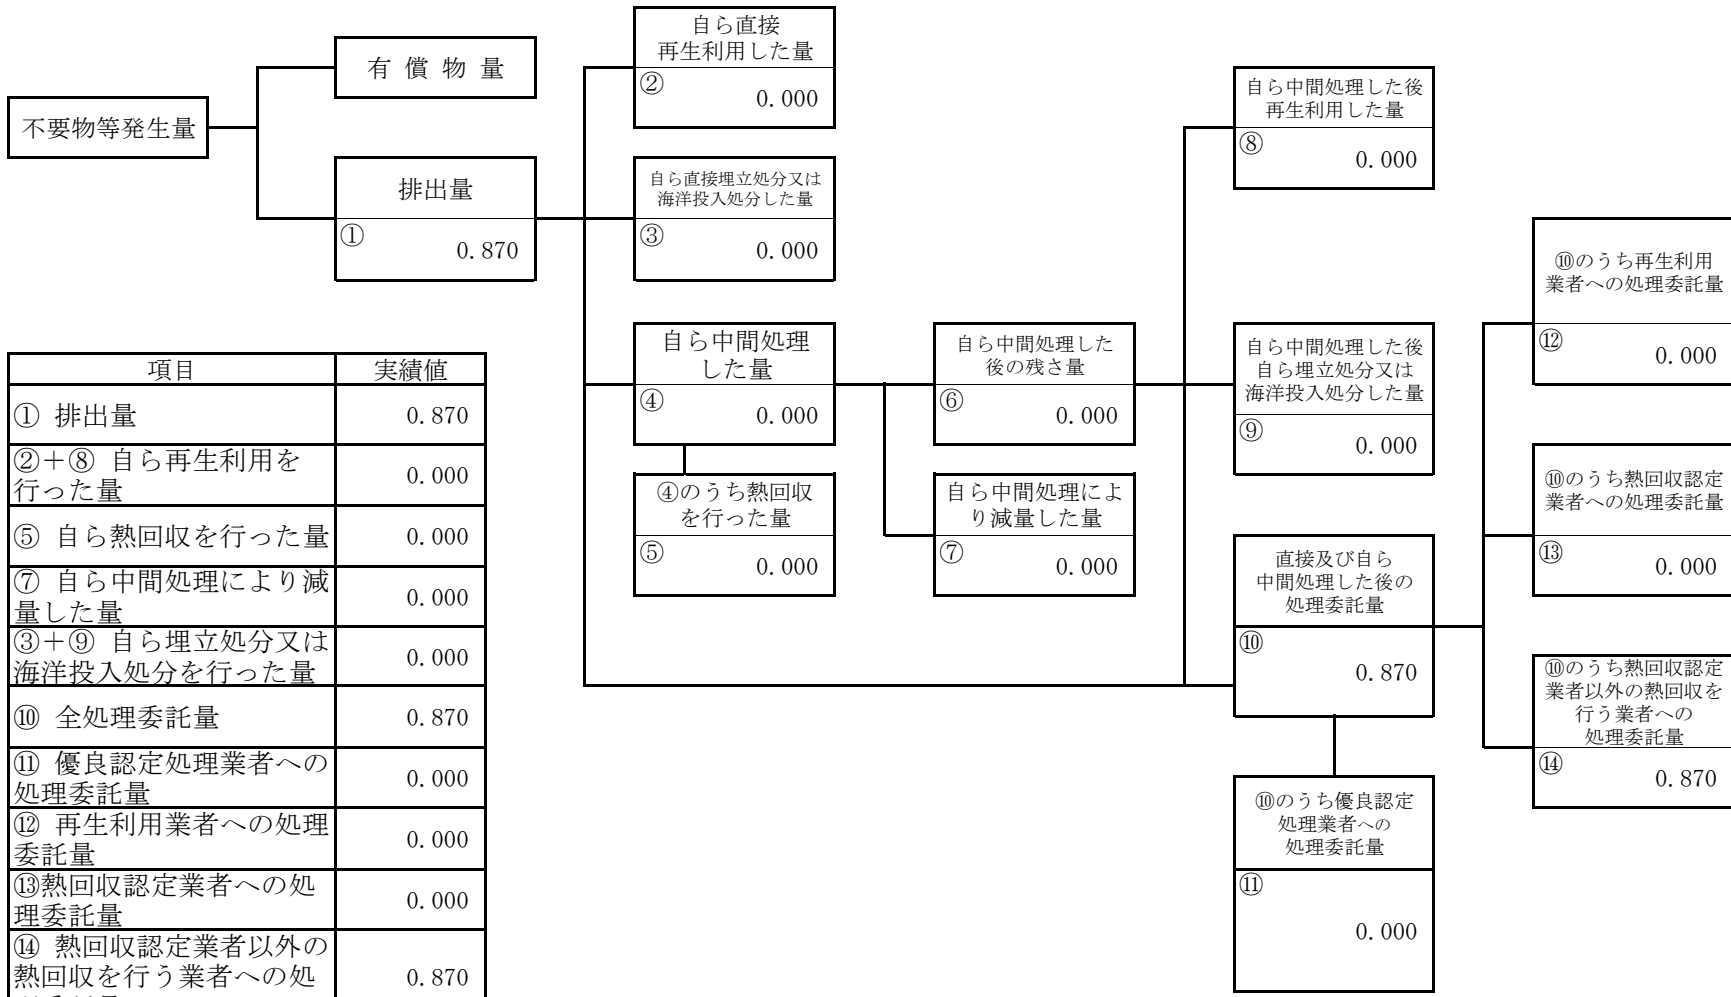 不要物等発生量
有 償 物 量
排出量
①
0.870
自ら直接
再生利用した量
②
0.000
自ら直接埋立処分又は
海洋投入処分した量
③
0.000
自ら中間処理
した量
④
0.000
④のうち熱回収
を行った量
⑤
0.000
自ら中間処理した
後の残さ量
⑥
0.000
自ら中間処理によ
り減量した量
⑦
0.000
自ら中間処理した後
再生利用した量
⑧
0.000
自ら中間処理した後
自ら埋立処分又は
海洋投入処分した量
⑨
0.000
直接及び自ら
中間処理した後の
処理委託量
⑩
0.870
⑩のうち優良認定
処理業者への
処理委託量
⑪
0.000
⑩のうち再生利用
業者への処理委託量
⑫
0.000
⑩のうち熱回収認定
業者への処理委託量
⑬
0.000
⑩のうち熱回収認定
業者以外の熱回収を
行う業者への
処理委託量
⑭
0.870
項目 実績値
① 排出量 0.870
②+⑧ 自ら再生利用を
行った量 0.000
⑤ 自ら熱回収を行った量 0.000
⑦ 自ら中間処理により減
量した量 0.000
③+⑨ 自ら埋立処分又は
海洋投入処分を行った量 0.000
⑩ 全処理委託量 0.870
⑪ 優良認定処理業者への
処理委託量 0.000
⑫ 再生利用業者への処理
委託量 0.000
⑬熱回収認定業者への処
理委託量 0.000
⑭ 熱回収認定業者以外の
熱回収を行う業者への処 0.870